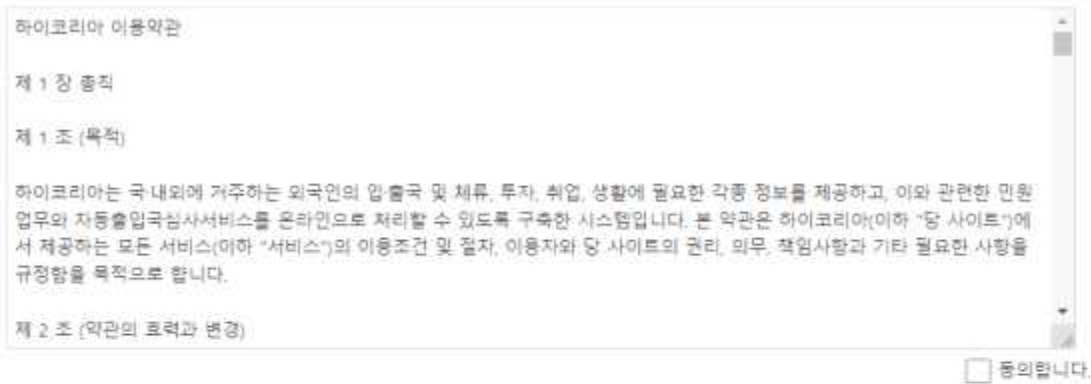 하이코리아 이용약관
제 1 장 총칙
제 1 조 (목적)
하이코리아는 국·내외에 거주하는 외국인의 입·출국 및 체류, 투자, 취업, 생활에 필요한 각종 정보를 제공하고, 이와 관련한 민원
업무와 자동출입국심사서비스를 온라인으로 처리할 수 있도록 구축한 시스템입니다. 본 약관은 하이코리아(이하 “당 사이트”)에
서 제공하는 모든 서비스(이하 “서비스”)의 이용조건 및 절차, 이용자와 당 사이트의 권리, 의무, 책임사항과 기타 필요한 사항을
규정함을 목적으로 합니다.
제 2 조 (약관의 효력과 변경)
동의합니다.